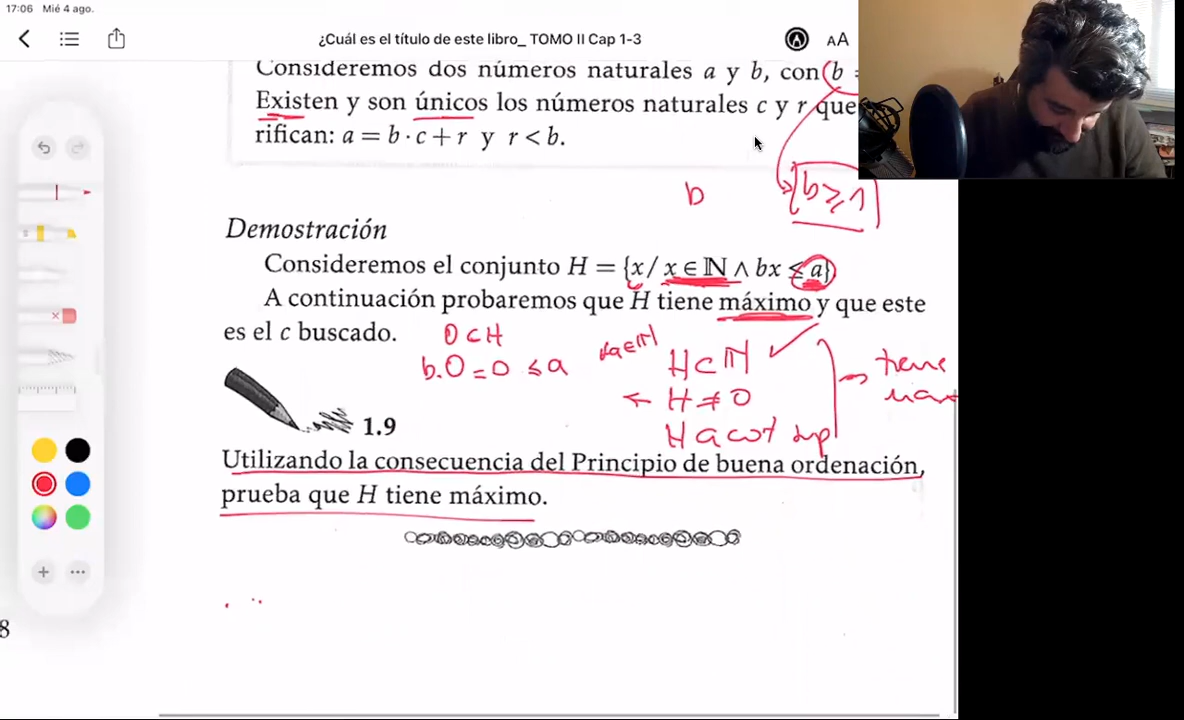 17:06 Mié 4 ago.
¿Cuál es el título de este libro_ TOMO II Cap 1-3
AA
Consideremos dos números naturales a y b, con b
Existen y son únicos los números naturales c y r que
rifican: a = b · c + r y r < b.
b
b ≥ 1
Demostración
Consideremos el conjunto H = {x / x ∈ ℕ ∧ bx ≤ a}.
A continuación probaremos que H tiene máximo y que este
es el c buscado.
0 ∈ H
b.0 = 0 ≤ a
∀a∈ℕ
H ⊂ ℕ ✓
← H ≠ ∅
H acot sup
→ tiene
max
1.9
Utilizando la consecuencia del Principio de buena ordenación,
prueba que H tiene máximo.
8